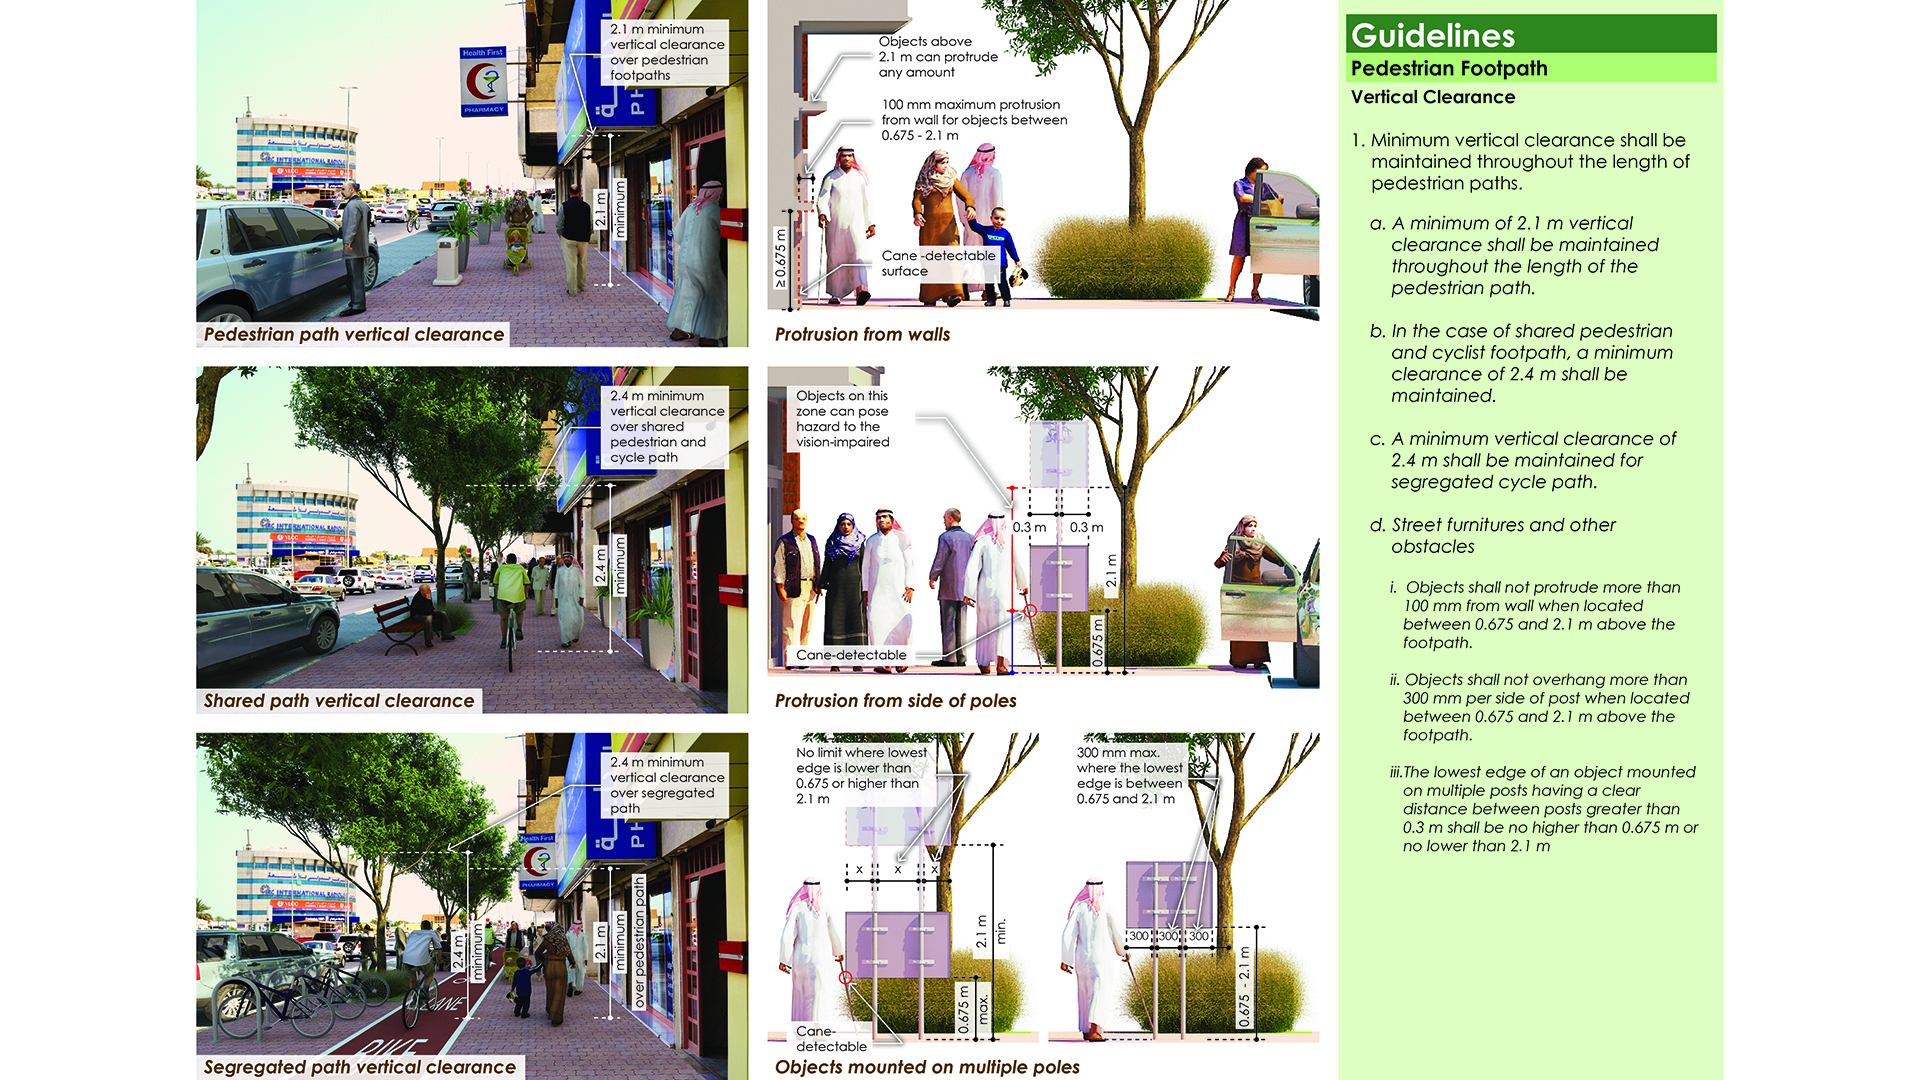 2.1 m minimum
vertical clearance
over pedestrian
footpaths
Health First
PHARMACY
2.1 m
minimum
Pedestrian path vertical clearance
Objects above
2.1 m can protrude
any amount
100 mm maximum protrusion
from wall for objects between
0.675 - 2.1 m
≥ 0.675 m
Cane -detectable
surface
Protrusion from walls
2.4 m minimum
vertical clearance
over shared
pedestrian and
cycle path
2.4 m
minimum
Shared path vertical clearance
Objects on this
zone can pose
hazard to the
vision-impaired
0.3 m
0.3 m
2.1 m
0.675 m
Cane-detectable
Protrusion from side of poles
2.4 m minimum
vertical clearance
over segregated
path
Health First
PHARMACY
2.4 m
minimum
2.1 m
minimum
over pedestrian path
LANE
BIKE
Segregated path vertical clearance
No limit where lowest
edge is lower than
0.675 or higher than
2.1 m
x
x
x
2.1 m
min.
0.675 m
max.
Cane-
detectable
300 mm max.
where the lowest
edge is between
0.675 and 2.1 m
300
300
300
0.675 - 2.1 m
Objects mounted on multiple poles
Guidelines
Pedestrian Footpath
Vertical Clearance
1. Minimum vertical clearance shall be
maintained throughout the length of
pedestrian paths.
a. A minimum of 2.1 m vertical
clearance shall be maintained
throughout the length of the
pedestrian path.
b. In the case of shared pedestrian
and cyclist footpath, a minimum
clearance of 2.4 m shall be
maintained.
c. A minimum vertical clearance of
2.4 m shall be maintained for
segregated cycle path.
d. Street furnitures and other
obstacles
i. Objects shall not protrude more than
100 mm from wall when located
between 0.675 and 2.1 m above the
footpath.
ii. Objects shall not overhang more than
300 mm per side of post when located
between 0.675 and 2.1 m above the
footpath.
iii.The lowest edge of an object mounted
on multiple posts having a clear
distance between posts greater than
0.3 m shall be no higher than 0.675 m or
no lower than 2.1 m